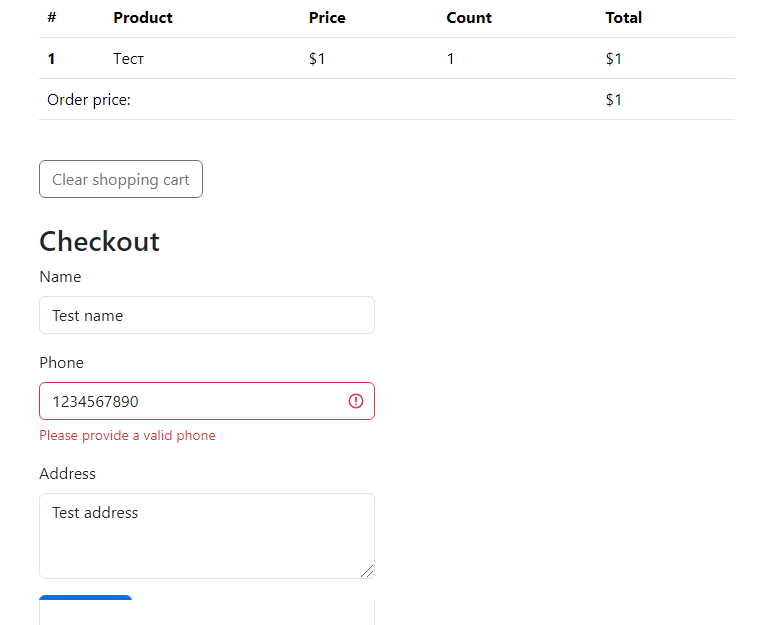 # Product Price Count Total
1 Тест $1 1 $1
Order price: $1
Clear shopping cart
Checkout
Name
Test name
Phone
1234567890
Please provide a valid phone
Address
Test address